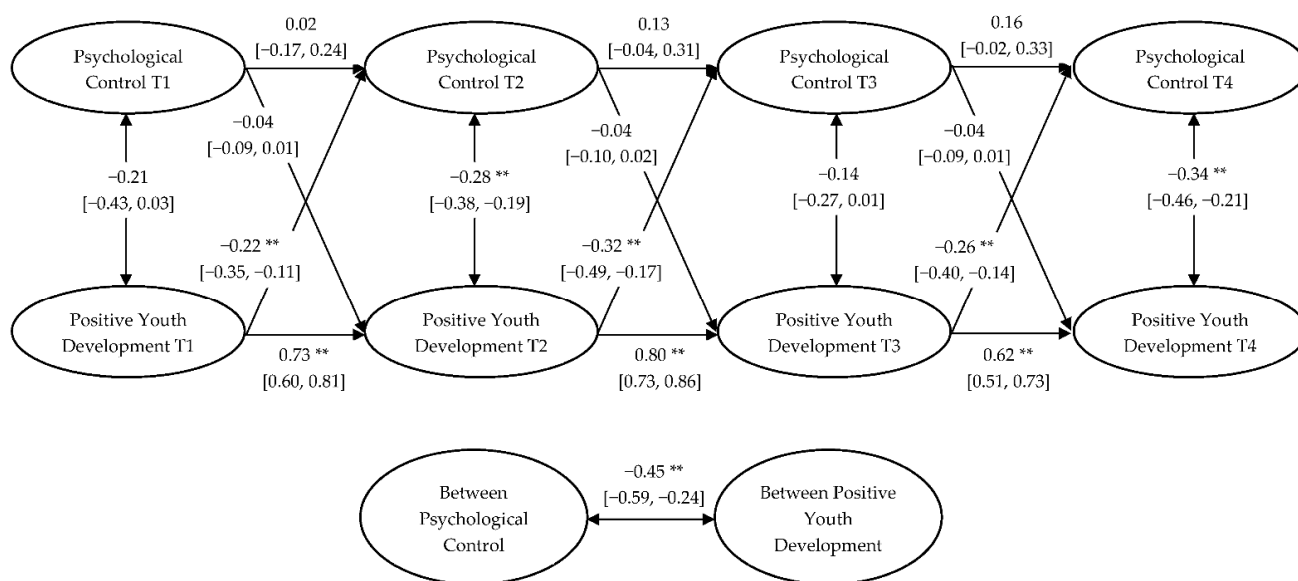 0.02
[−0.17, 0.24]
0.13
[−0.04, 0.31]
0.16
[−0.02, 0.33]
Psychological
Control T1
Psychological
Control T2
Psychological
Control T3
Psychological
Control T4
−0.04
[−0.09, 0.01]
−0.04
[−0.10, 0.02]
−0.04
[−0.09, 0.01]
−0.21
[−0.43, 0.03]
−0.28 **
[−0.38, −0.19]
−0.14
[−0.27, 0.01]
−0.34 **
[−0.46, −0.21]
−0.22 **
[−0.35, −0.11]
−0.32 **
[−0.49, −0.17]
−0.26 **
[−0.40, −0.14]
Positive Youth
Development T1
Positive Youth
Development T2
Positive Youth
Development T3
Positive Youth
Development T4
0.73 **
[0.60, 0.81]
0.80 **
[0.73, 0.86]
0.62 **
[0.51, 0.73]
Between
Psychological
Control
−0.45 **
[−0.59, −0.24]
Between Positive
Youth
Development